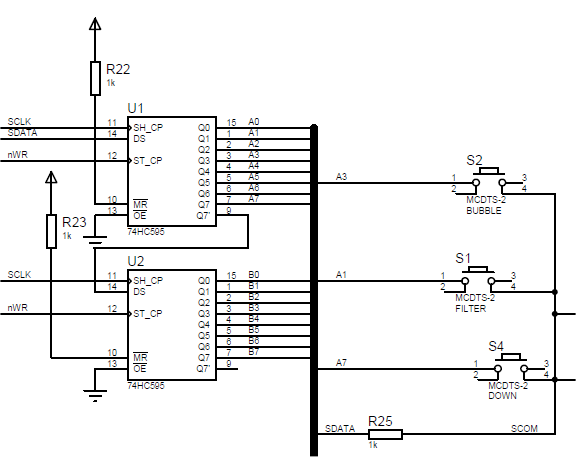 R22
1k
U1
SCLK 11 SH_CP Q0 15 A0
SDATA 14 DS Q1 1 A1
Q2 2 A2
nWR 12 ST_CP Q3 3 A3
Q4 4 A4
Q5 5 A5
Q6 6 A6
10 MR Q7 7 A7
13 OE Q7' 9
74HC595
R23
1k
U2
SCLK 11 SH_CP Q0 15 B0
14 DS Q1 1 B1
Q2 2 B2
nWR 12 ST_CP Q3 3 B3
Q4 4 B4
Q5 5 B5
Q6 6 B6
10 MR Q7 7 B7
13 OE Q7' 9
74HC595
S2
A3 1 3
2 4
MCDTS-2
BUBBLE
S1
A1 1 3
2 4
MCDTS-2
FILTER
S4
A7 1 3
2 4
MCDTS-2
DOWN
R25
SDATA SCOM
1k